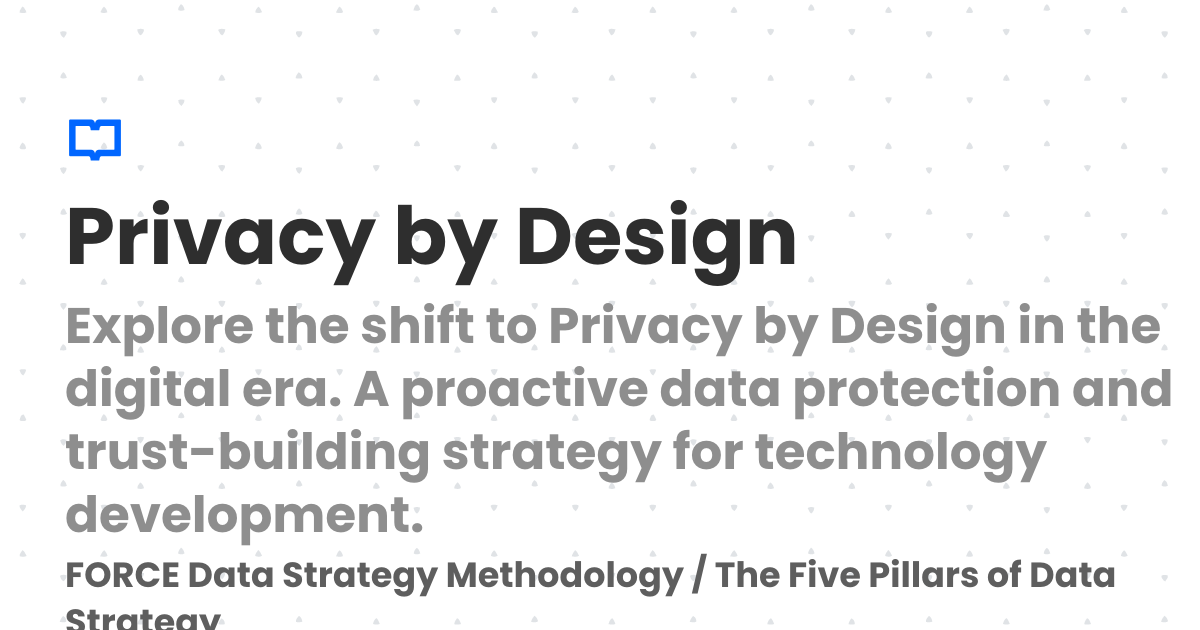 Privacy by Design
Explore the shift to Privacy by Design in the
digital era. A proactive data protection and
trust-building strategy for technology
development.
FORCE Data Strategy Methodology / The Five Pillars of Data
Strategy